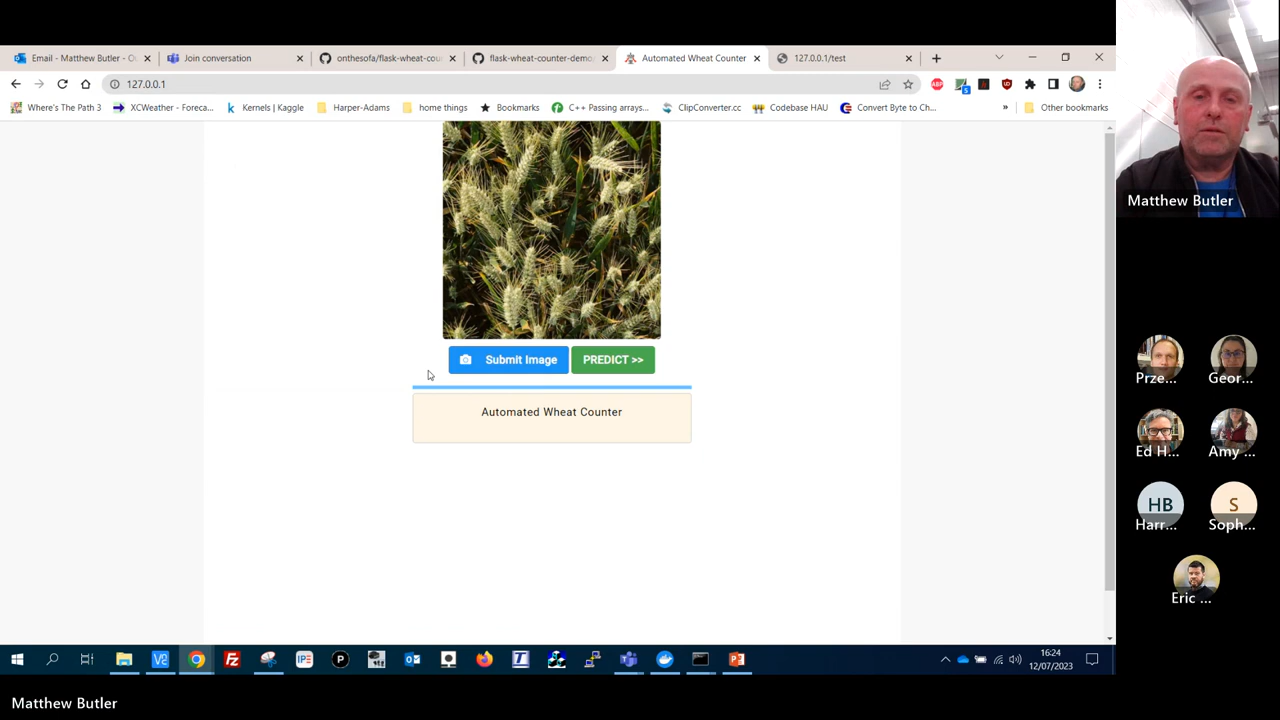 Email - Matthew Butler - Ou
Join conversation
onthesofa/flask-wheat-cou
flask-wheat-counter-demo
Automated Wheat Counter
127.0.0.1/test
127.0.0.1
Where's The Path 3
XCWeather - Foreca...
Kernels | Kaggle
Harper-Adams
home things
Bookmarks
C++ Passing arrays...
ClipConverter.cc
Codebase HAU
Convert Byte to Ch...
»
Other bookmarks
Submit Image
PREDICT >>
Automated Wheat Counter
Matthew Butler
Prze...
Geor...
Ed H...
Amy ...
HB
Harr...
S
Soph...
Eric ...
16:24
12/07/2023
Matthew Butler